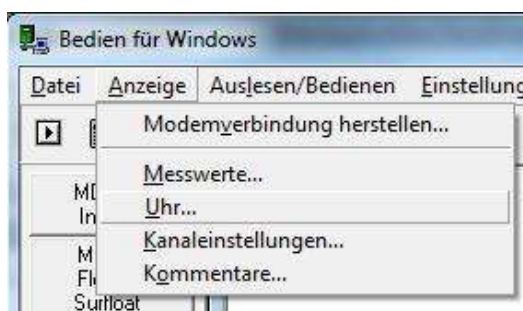 Bedien für Windows
Datei Anzeige Auslesen/Bedienen
Modemverbindung herstellen...
Messwerte...
Uhr...
Kanaleinstellungen...
Kommentare...
Surfloat